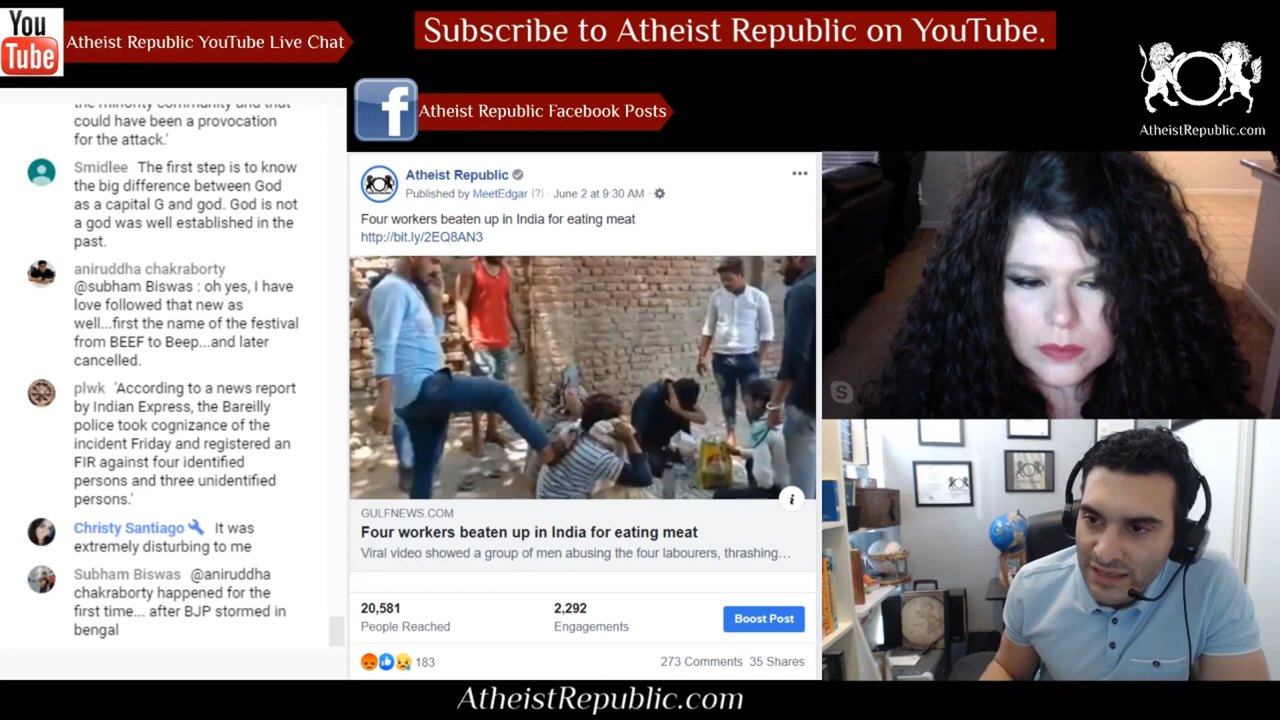 You
Tube
Atheist Republic YouTube Live Chat
Subscribe to Atheist Republic on YouTube.
AtheistRepublic.com
f
Atheist Republic Facebook Posts
the minority community and that
could have been a provocation
for the attack.'
Smidlee The first step is to know
the big difference between God
as a capital G and god. God is not
a god was well established in the
past.
aniruddha chakraborty
@subham Biswas : oh yes, I have
love followed that new as
well...first the name of the festival
from BEEF to Beep...and later
cancelled.
plwk 'According to a news report
by Indian Express, the Bareilly
police took cognizance of the
incident Friday and registered an
FIR against four identified
persons and three unidentified
persons.'
Christy Santiago It was
extremely disturbing to me
Subham Biswas @aniruddha
chakraborty happened for the
first time... after BJP stormed in
bengal
Atheist Republic
Published by MeetEdgar [?] · June 2 at 9:30 AM ·
Four workers beaten up in India for eating meat
http://bit.ly/2EQ8AN3
i
GULFNEWS.COM
Four workers beaten up in India for eating meat
Viral video showed a group of men abusing the four labourers, thrashing...
20,581
People Reached
2,292
Engagements
Boost Post
183
273 Comments 35 Shares
S
AtheistRepublic.com